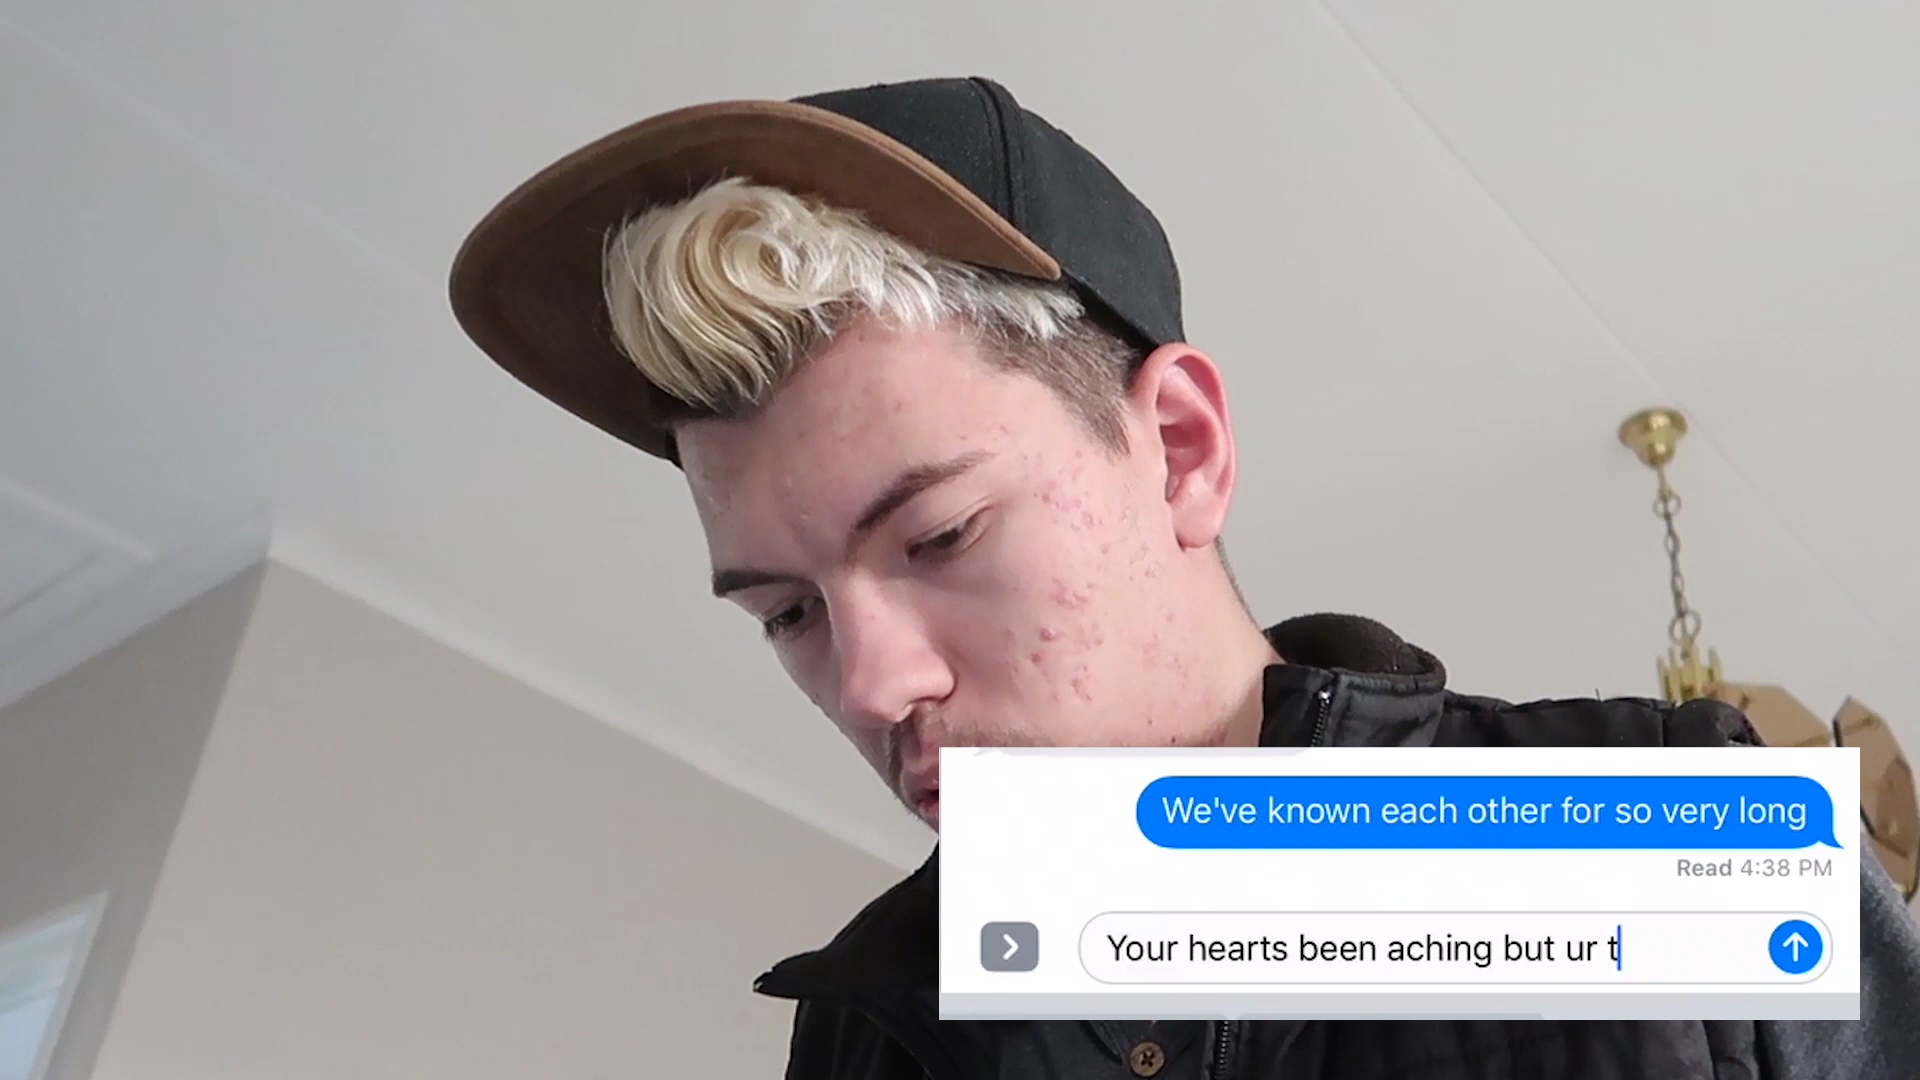 We've known each other for so very long
Read 4:38 PM
Your hearts been aching but ur t